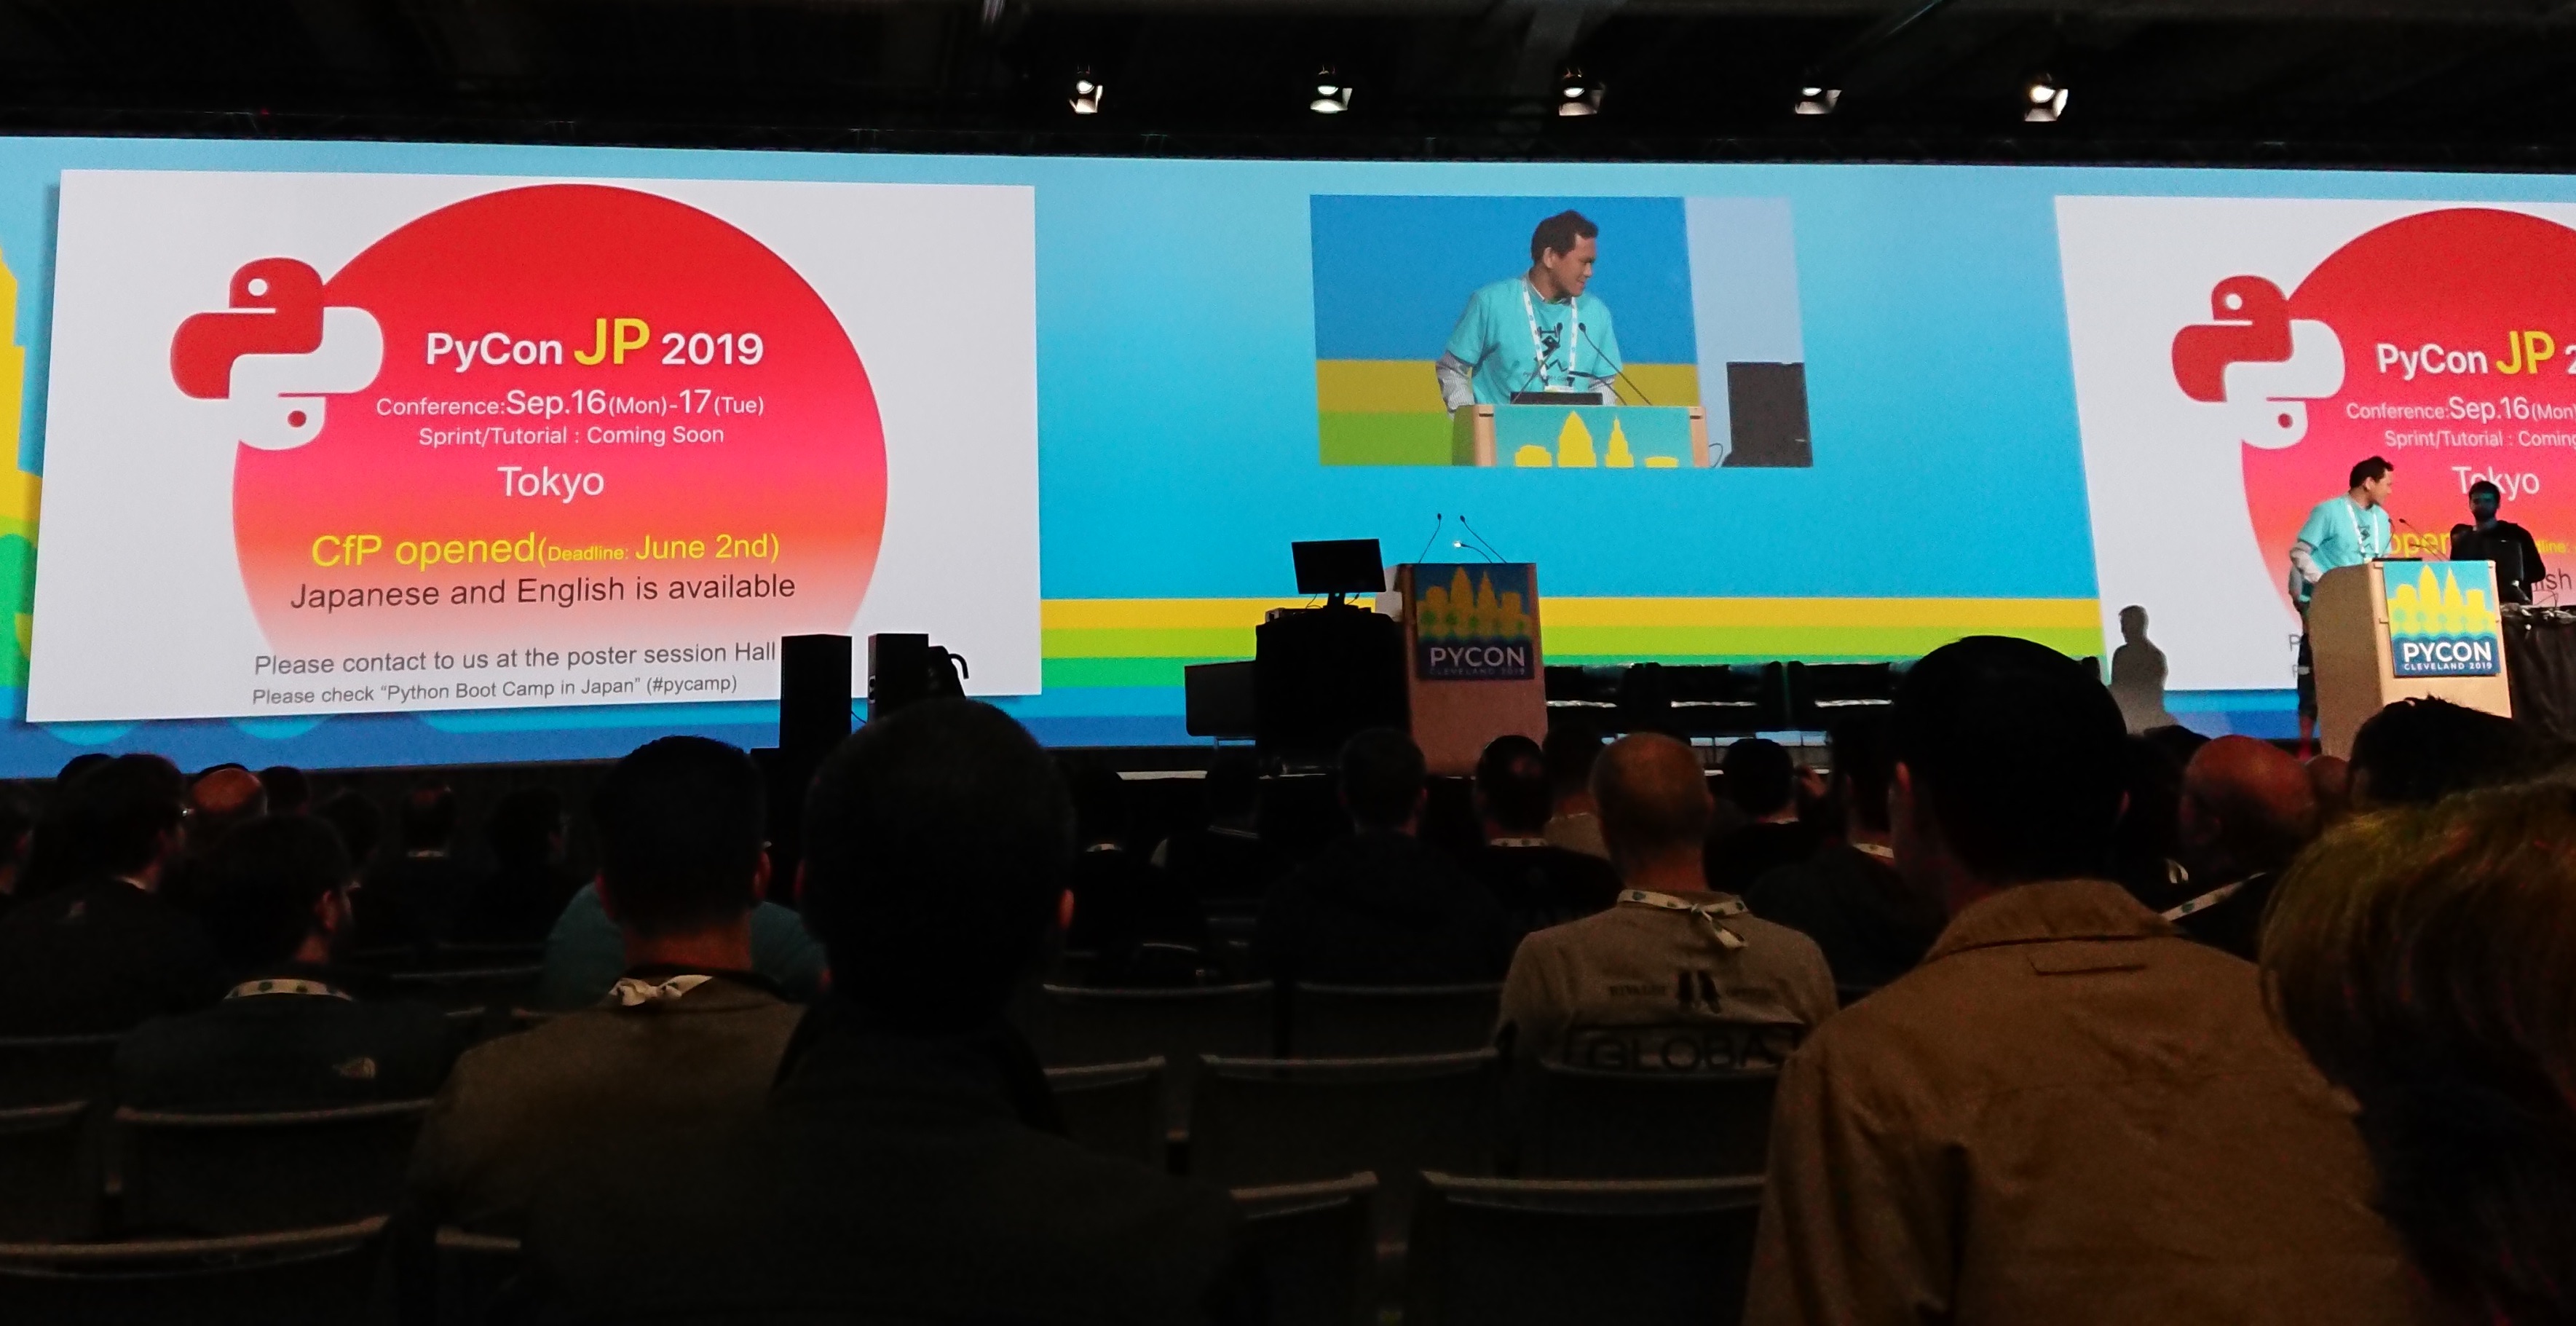 PyCon JP 2019
Conference:Sep.16(Mon)-17(Tue)
Sprint/Tutorial : Coming Soon
Tokyo
CfP opened(Deadline: June 2nd)
Japanese and English is available
Please contact to us at the poster session Hall
Please check “Python Boot Camp in Japan” (#pycamp)
PyCon JP
Conference:Sep.16(Mon
Sprint/Tutorial : Coming
Tokyo
PYCON
CLEVELAND 2019
PYCON
CLEVELAND 2019
GLOBA